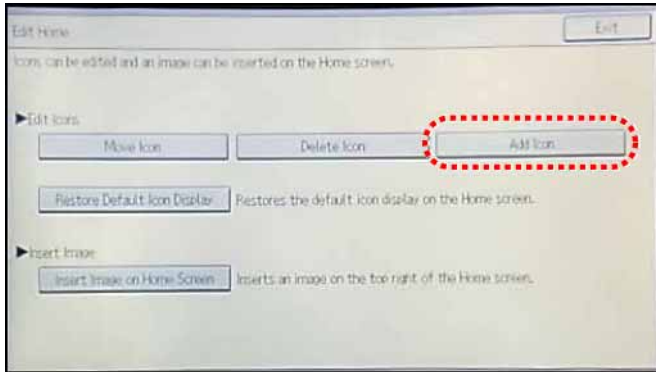 Edit Home
Exit
Icons can be edited and an image can be inserted on the Home screen.
►Edit Icons
Move Icon
Delete Icon
Add Icon
Restore Default Icon Display
Restores the default icon display on the Home screen.
►Insert Image
Insert Image on Home Screen
Inserts an image on the top right of the Home screen.